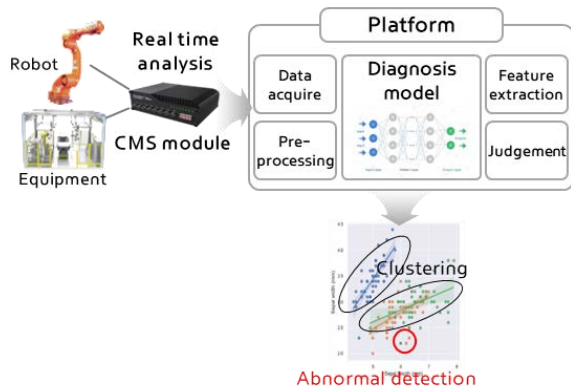 Platform
Real time
analysis
Robot
Data
acquire
Diagnosis
model
Feature
extraction
CMS module
Pre-
processing
Judgement
Equipment
Clustering
Abnormal detection